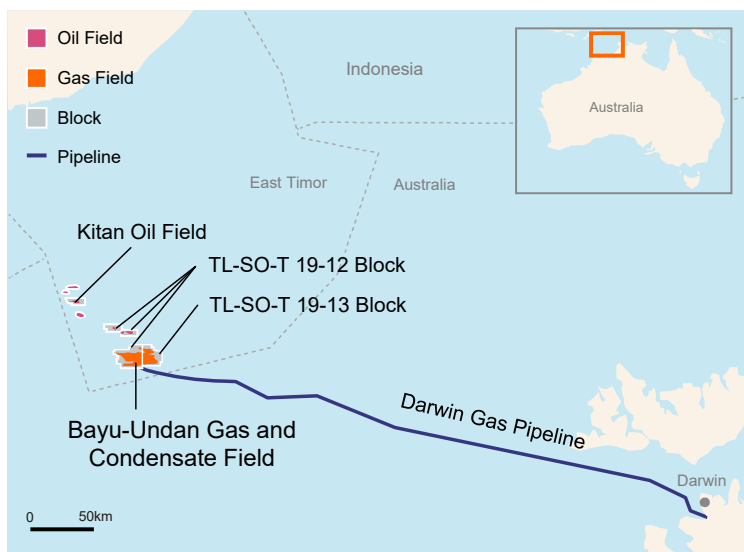 Oil Field
Gas Field
Block
Pipeline
Indonesia
Australia
East Timor
Australia
Kitan Oil Field
TL-SO-T 19-12 Block
TL-SO-T 19-13 Block
Bayu-Undan Gas and
Condensate Field
Darwin Gas Pipeline
Darwin
0
50km